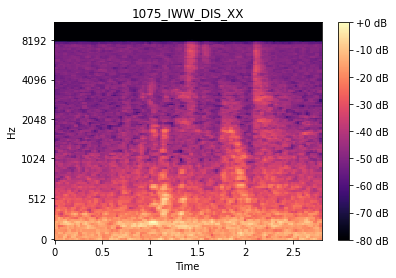 1075_IWW_DIS_XX
8192
4096
2048
1024
512
0
Hz
0
0.5
1
1.5
2
2.5
Time
+0 dB
-10 dB
-20 dB
-30 dB
-40 dB
-50 dB
-60 dB
-70 dB
-80 dB